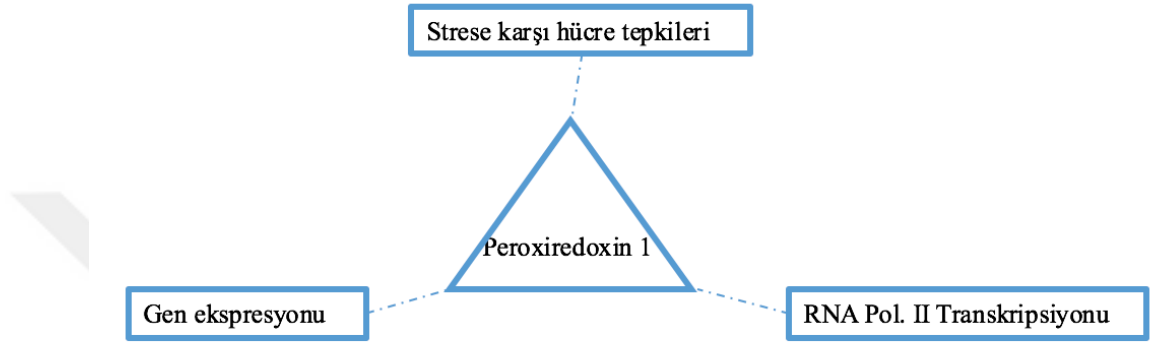 Strese karşı hücre tepkileri
Peroxiredoxin 1
Gen ekspresyonu
RNA Pol. II Transkripsiyonu